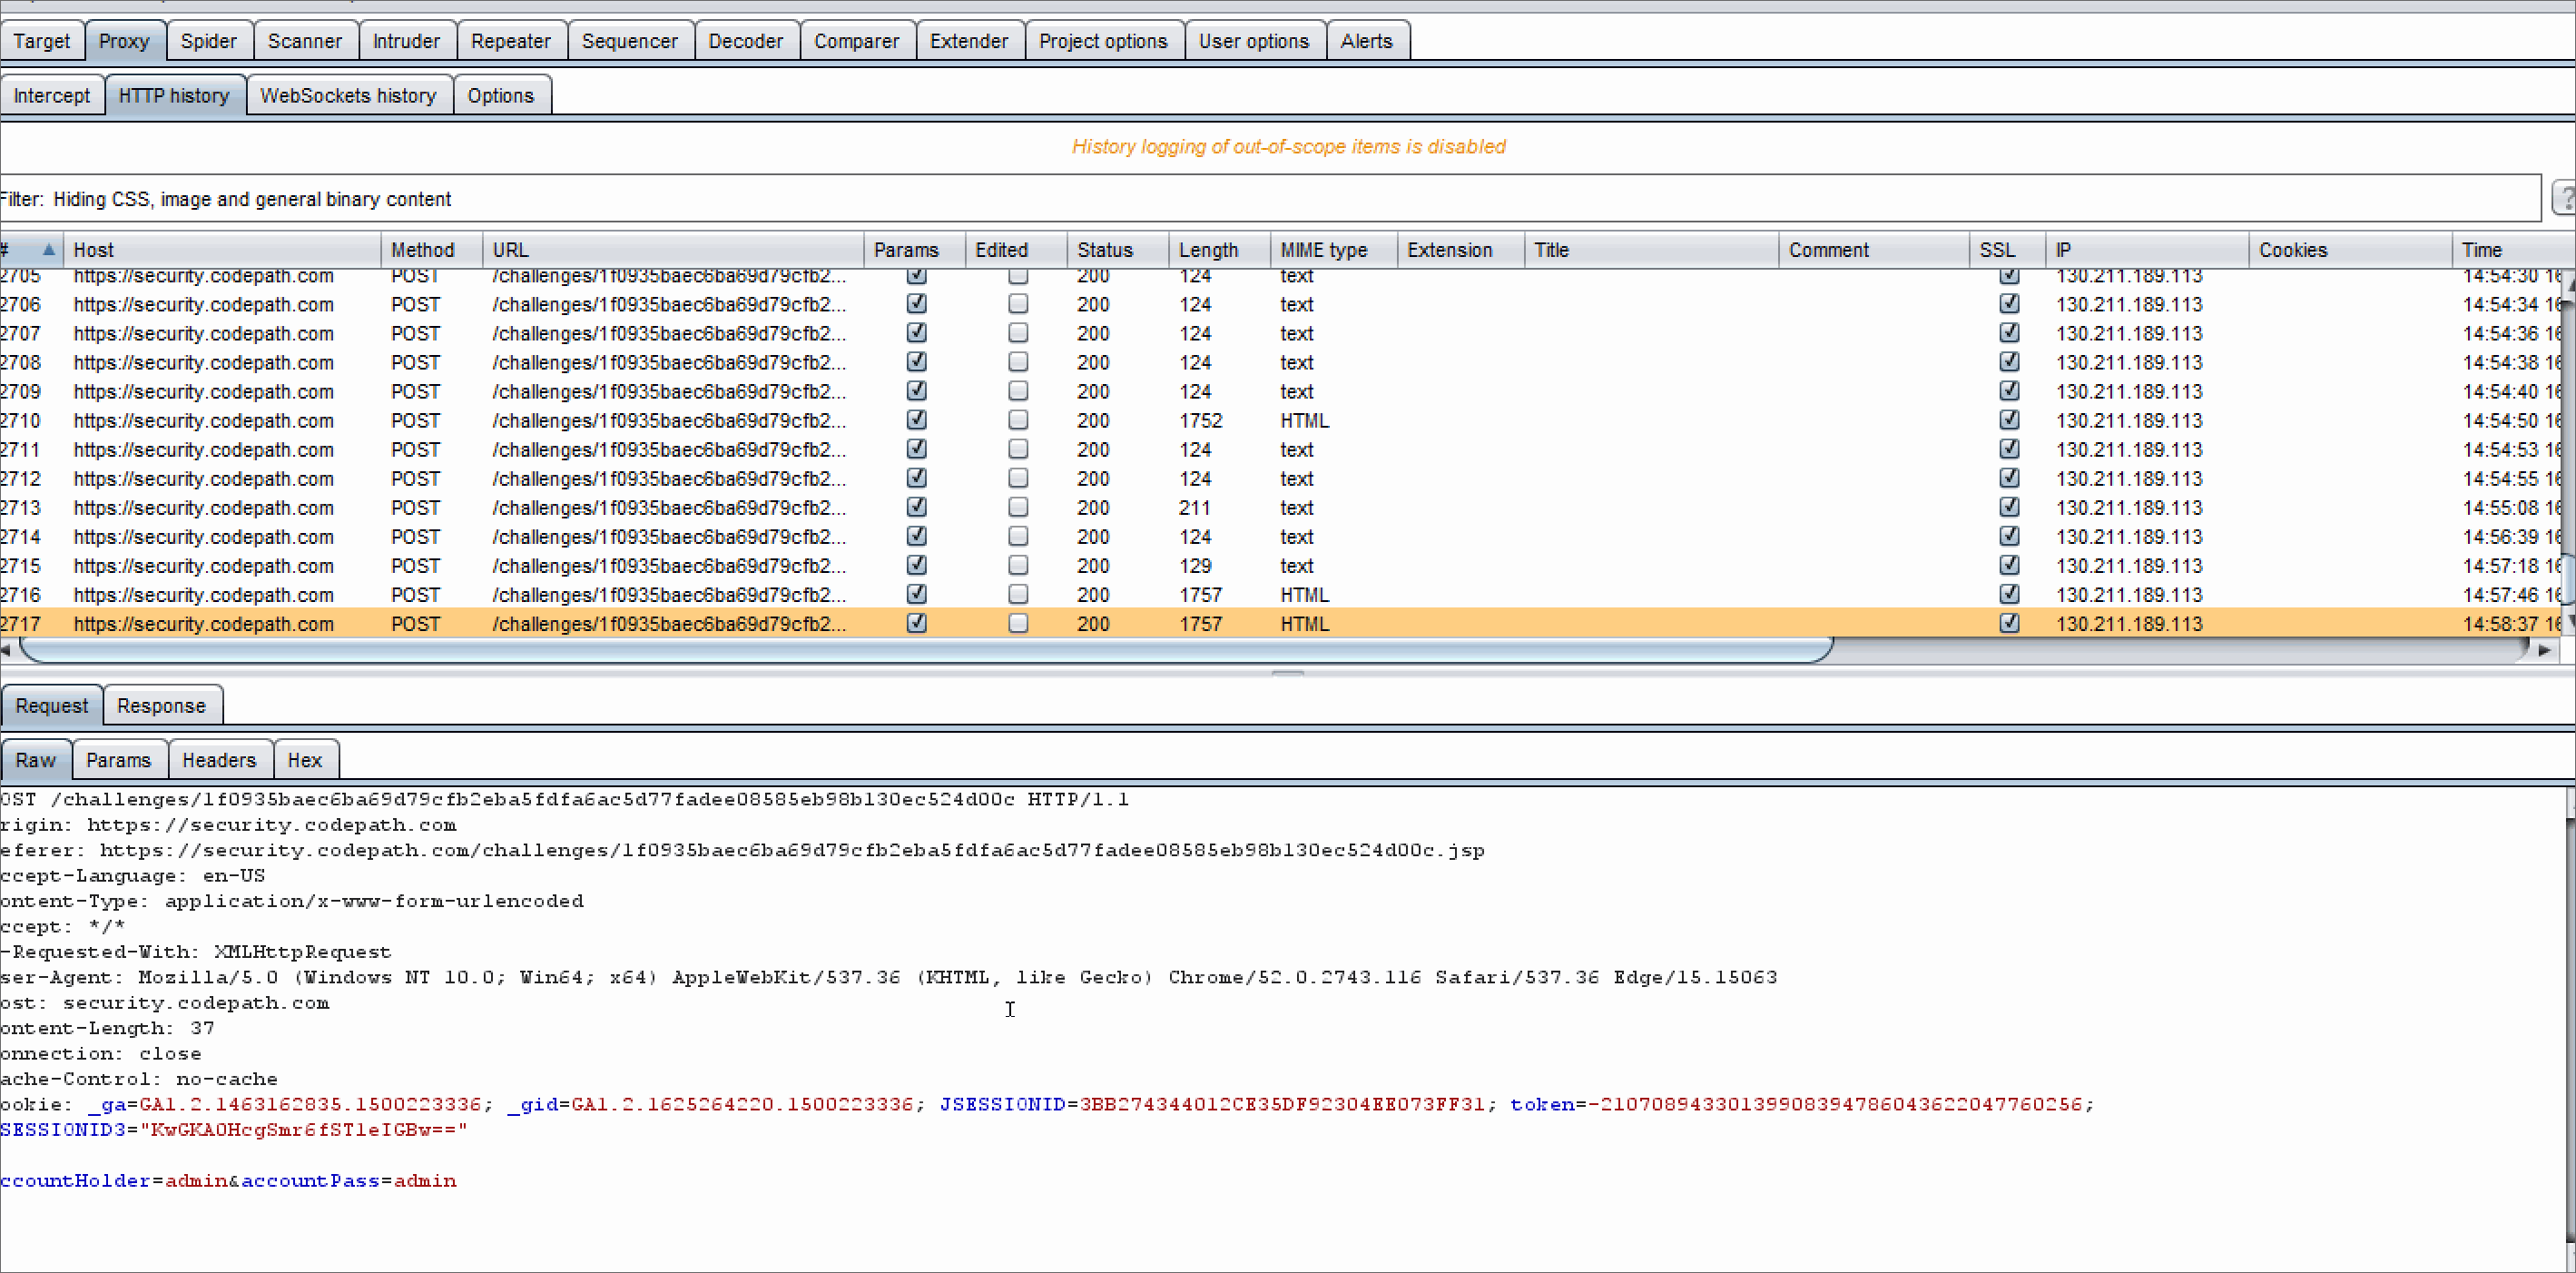 Target Proxy Spider Scanner Intruder Repeater Sequencer Decoder Comparer Extender Project options User options Alerts
Intercept HTTP history WebSockets history Options
History logging of out-of-scope items is disabled
Filter: Hiding CSS, image and general binary content ?
# Host Method URL Params Edited Status Length MIME type Extension Title Comment SSL IP Cookies Time
2705 https://security.codepath.com POST /challenges/1f0935baec6ba69d79cfb2... 200 124 text 130.211.189.113 14:54:30 16
2706 https://security.codepath.com POST /challenges/1f0935baec6ba69d79cfb2... 200 124 text 130.211.189.113 14:54:34 16
2707 https://security.codepath.com POST /challenges/1f0935baec6ba69d79cfb2... 200 124 text 130.211.189.113 14:54:36 16
2708 https://security.codepath.com POST /challenges/1f0935baec6ba69d79cfb2... 200 124 text 130.211.189.113 14:54:38 16
2709 https://security.codepath.com POST /challenges/1f0935baec6ba69d79cfb2... 200 124 text 130.211.189.113 14:54:40 16
2710 https://security.codepath.com POST /challenges/1f0935baec6ba69d79cfb2... 200 1752 HTML 130.211.189.113 14:54:50 16
2711 https://security.codepath.com POST /challenges/1f0935baec6ba69d79cfb2... 200 124 text 130.211.189.113 14:54:53 16
2712 https://security.codepath.com POST /challenges/1f0935baec6ba69d79cfb2... 200 124 text 130.211.189.113 14:54:55 16
2713 https://security.codepath.com POST /challenges/1f0935baec6ba69d79cfb2... 200 211 text 130.211.189.113 14:55:08 16
2714 https://security.codepath.com POST /challenges/1f0935baec6ba69d79cfb2... 200 124 text 130.211.189.113 14:56:39 16
2715 https://security.codepath.com POST /challenges/1f0935baec6ba69d79cfb2... 200 129 text 130.211.189.113 14:57:18 16
2716 https://security.codepath.com POST /challenges/1f0935baec6ba69d79cfb2... 200 1757 HTML 130.211.189.113 14:57:46 16
2717 https://security.codepath.com POST /challenges/1f0935baec6ba69d79cfb2... 200 1757 HTML 130.211.189.113 14:58:37 16
Request Response
Raw Params Headers Hex
OST /challenges/1f0935baec6ba69d79cfb2eba5fdfa6ac5d77fadee08585eb98b130ec524d00c HTTP/1.1
rigin: https://security.codepath.com
eferer: https://security.codepath.com/challenges/1f0935baec6ba69d79cfb2eba5fdfa6ac5d77fadee08585eb98b130ec524d00c.jsp
ccept-Language: en-US
ontent-Type: application/x-www-form-urlencoded
ccept: */*
-Requested-With: XMLHttpRequest
ser-Agent: Mozilla/5.0 (Windows NT 10.0; Win64; x64) AppleWebKit/537.36 (KHTML, like Gecko) Chrome/52.0.2743.116 Safari/537.36 Edge/15.15063
ost: security.codepath.com
ontent-Length: 37
onnection: close
ache-Control: no-cache
ookie: _ga=GA1.2.1463162835.1500223336; _gid=GA1.2.1625264220.1500223336; JSESSIONID=3BB274344012CE35DF92304EE073FF31; token=-21070894330139908394786043622047760256;
SESSIONID3="KwGKAOHcgSmr6fST1eIGBw=="
ccountHolder=admin&accountPass=admin